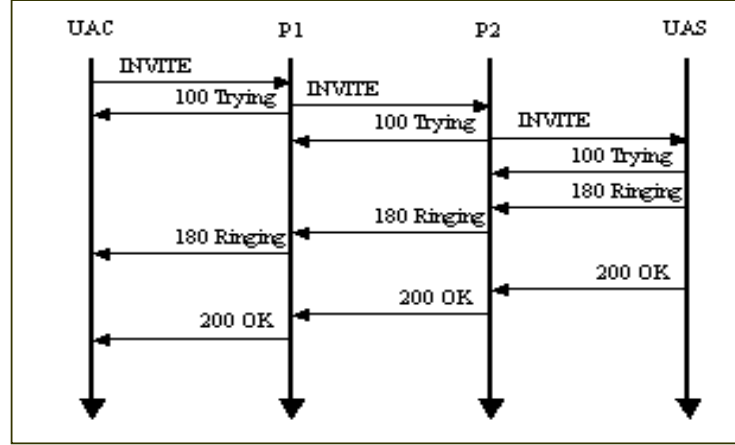 UAC P1 P2 UAS
INVITE
100 Trying
INVITE
100 Trying
INVITE
100 Trying
180 Ringing
180 Ringing
180 Ringing
200 OK
200 OK
200 OK